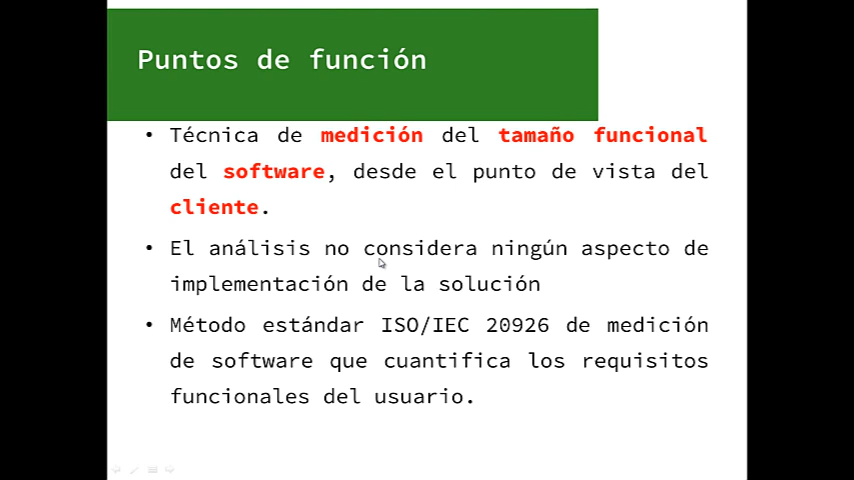 Puntos de función
• Técnica de medición del tamaño funcional
del software, desde el punto de vista del
cliente.
• El análisis no considera ningún aspecto de
implementación de la solución
• Método estándar ISO/IEC 20926 de medición
de software que cuantifica los requisitos
funcionales del usuario.